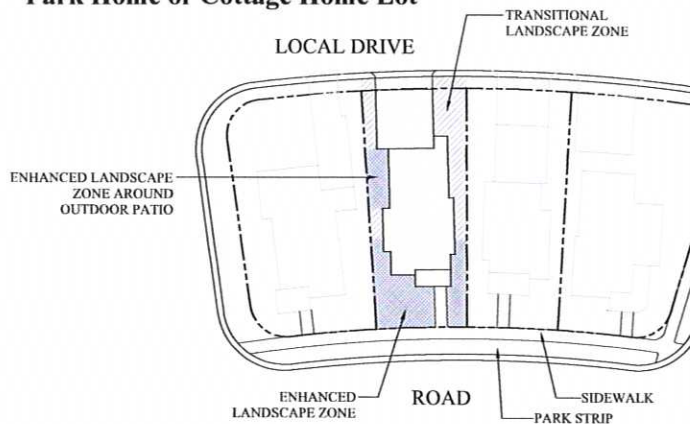 Park Home or Cottage Home Lot
TRANSITIONAL
LANDSCAPE ZONE
LOCAL DRIVE
ENHANCED LANDSCAPE
ZONE AROUND
OUTDOOR PATIO
ENHANCED
LANDSCAPE ZONE
ROAD
SIDEWALK
PARK STRIP